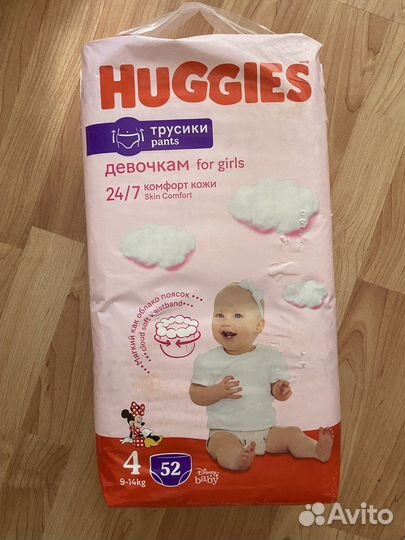 HUGGIES
трусики
pants
девочкам for girls
24/7 комфорт кожи
Skin Comfort
Мягкий как облако поясок
cloud soft waistband
4
9-14kg
52
Disney
baby
Avito